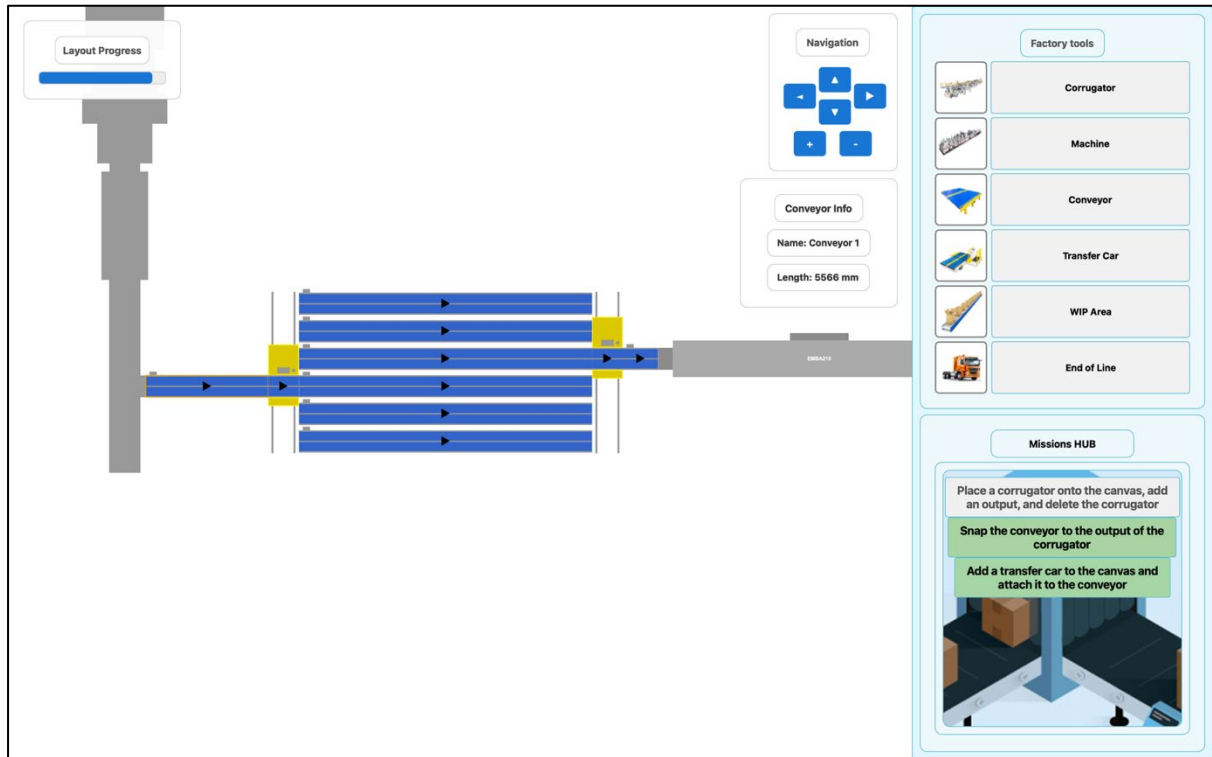 Layout Progress
Navigation
+
-
Conveyor Info
Name: Conveyor 1
Length: 5566 mm
EMBA213
Factory tools
Corrugator
Machine
Conveyor
Transfer Car
WIP Area
End of Line
Missions HUB
Place a corrugator onto the canvas, add
an output, and delete the corrugator
Snap the conveyor to the output of the
corrugator
Add a transfer car to the canvas and
attach it to the conveyor